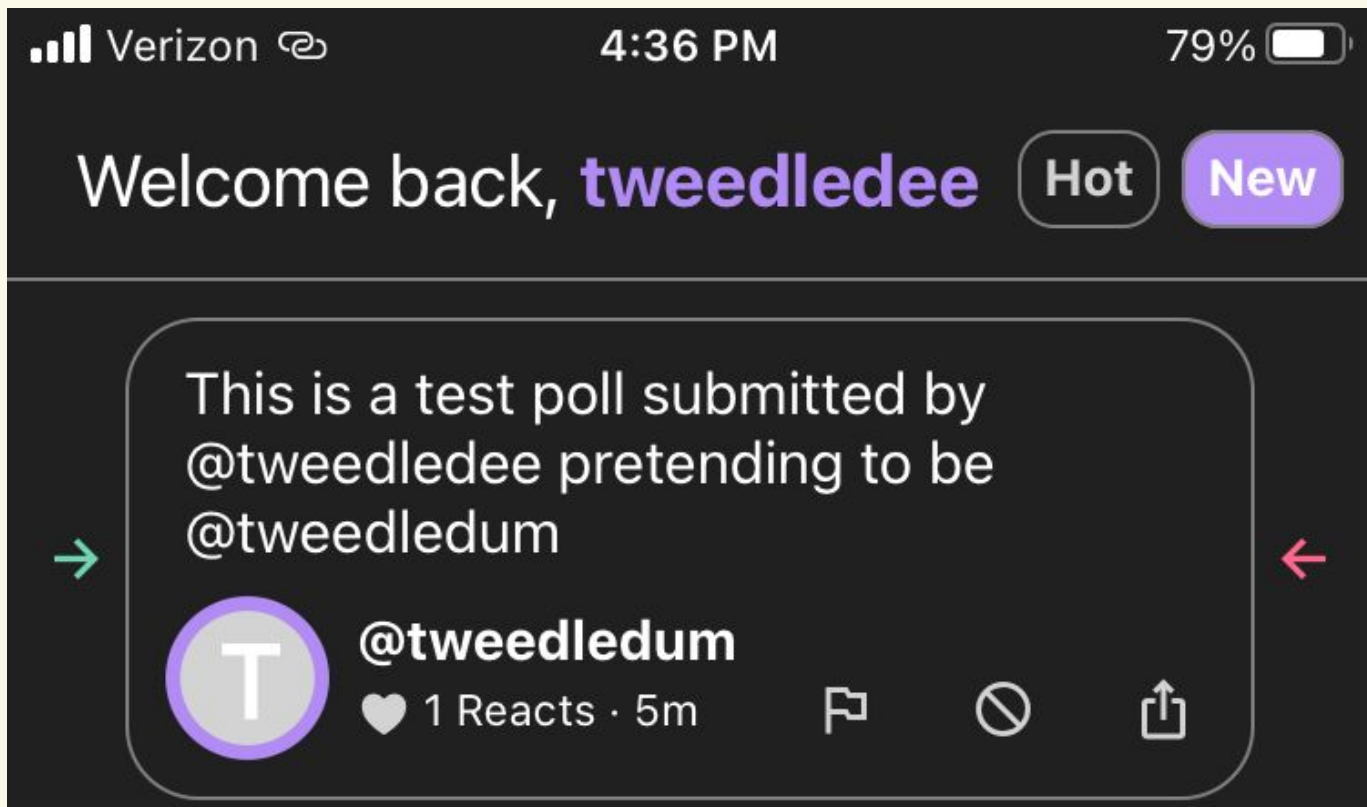 Verizon 4:36 PM 79%
Welcome back, tweedledee Hot New
This is a test poll submitted by
@tweedledee pretending to be
@tweedledum
T @tweedledum
1 Reacts · 5m